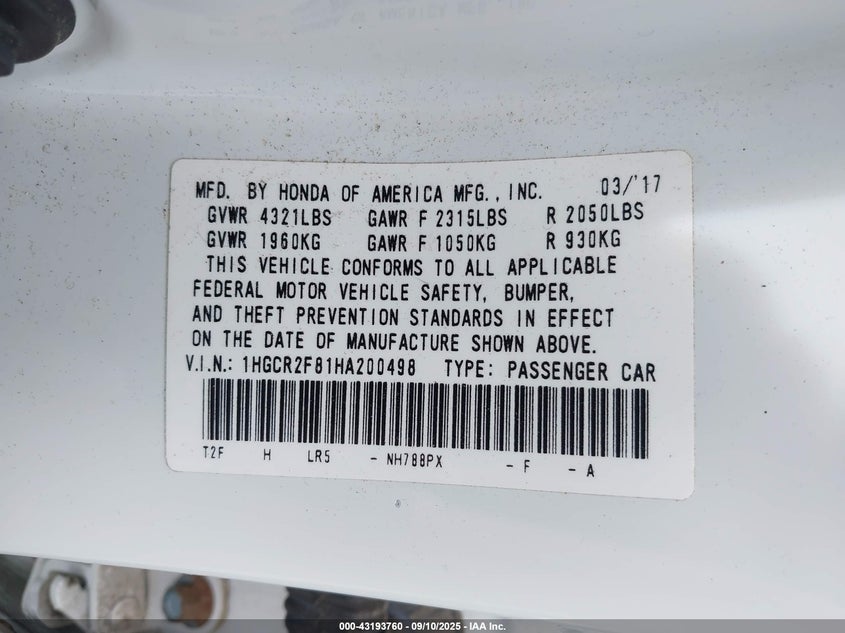 MFD. BY HONDA OF AMERICA MFG., INC. 03/'17
GVWR 4321LBS GAWR F 2315LBS R 2050LBS
GVWR 1960KG GAWR F 1050KG R 930KG
THIS VEHICLE CONFORMS TO ALL APPLICABLE
FEDERAL MOTOR VEHICLE SAFETY, BUMPER,
AND THEFT PREVENTION STANDARDS IN EFFECT
ON THE DATE OF MANUFACTURE SHOWN ABOVE.
V.I.N.: 1HGCR2F81HA200498 TYPE: PASSENGER CAR
T2F H LR5 - NH788PX - F - A
000-43193760 - 09/10/2025 - IAA Inc.